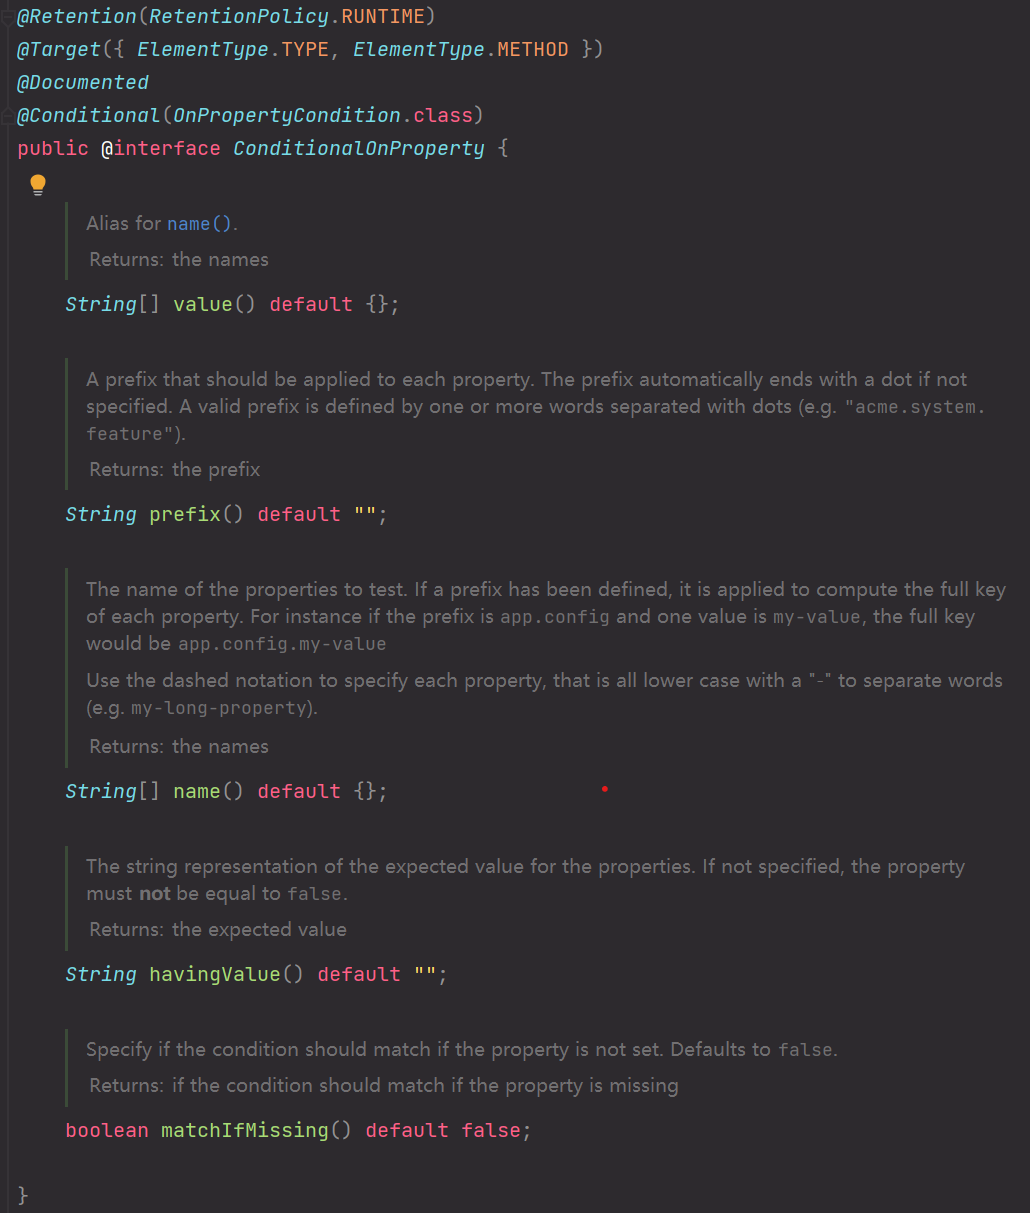 @Retention(RetentionPolicy.RUNTIME)
@Target({ ElementType.TYPE, ElementType.METHOD })
@Documented
@Conditional(OnPropertyCondition.class)
public @interface ConditionalOnProperty {
Alias for name().
Returns: the names
String[] value() default {};
A prefix that should be applied to each property. The prefix automatically ends with a dot if not
specified. A valid prefix is defined by one or more words separated with dots (e.g. "acme.system.
feature").
Returns: the prefix
String prefix() default "";
The name of the properties to test. If a prefix has been defined, it is applied to compute the full key
of each property. For instance if the prefix is app.config and one value is my-value, the full key
would be app.config.my-value
Use the dashed notation to specify each property, that is all lower case with a "-" to separate words
(e.g. my-long-property).
Returns: the names
String[] name() default {};
The string representation of the expected value for the properties. If not specified, the property
must not be equal to false.
Returns: the expected value
String havingValue() default "";
Specify if the condition should match if the property is not set. Defaults to false.
Returns: if the condition should match if the property is missing
boolean matchIfMissing() default false;
}